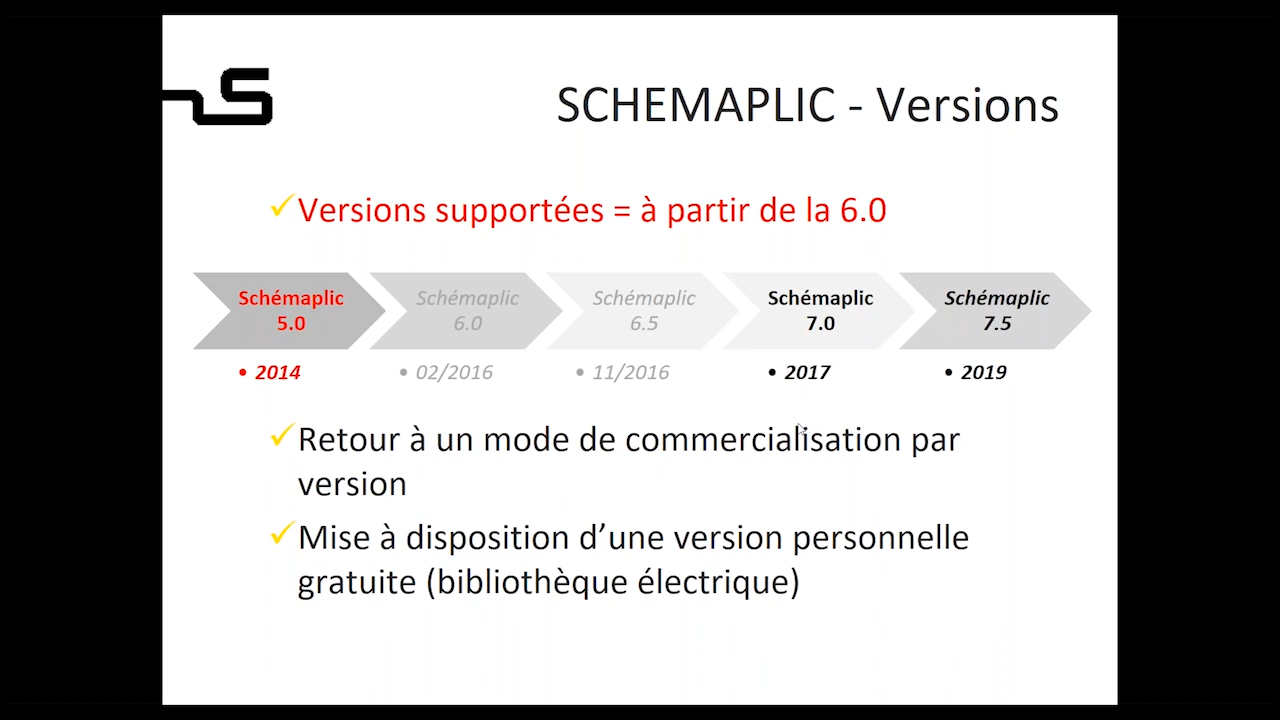 SCHEMAPLIC - Versions
Versions supportées = à partir de la 6.0
Schémaplic 5.0
Schémaplic 6.0
Schémaplic 6.5
Schémaplic 7.0
Schémaplic 7.5
• 2014
• 02/2016
• 11/2016
• 2017
• 2019
Retour à un mode de commercialisation par
version
Mise à disposition d’une version personnelle
gratuite (bibliothèque électrique)